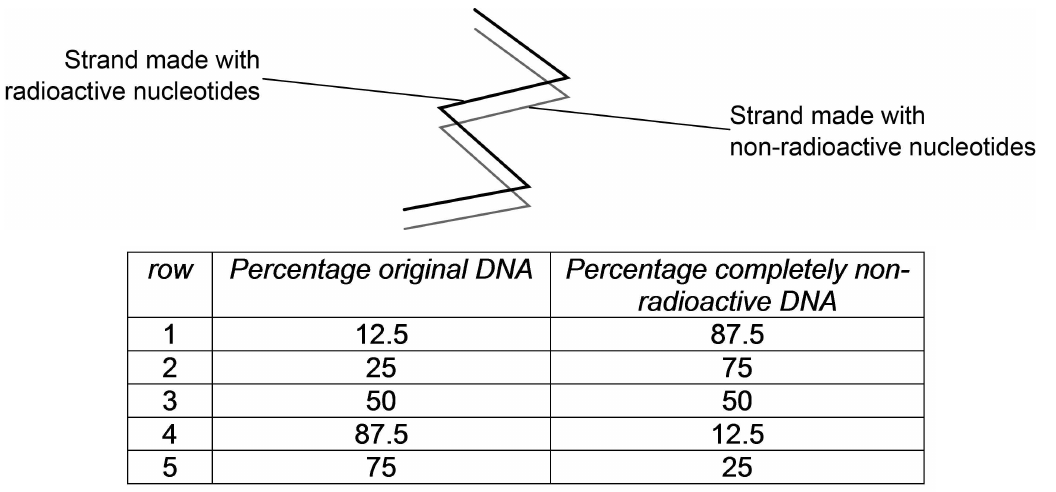 Strand made with
radioactive nucleotides
Strand made with
non-radioactive nucleotides
row Percentage original DNA Percentage completely non-
radioactive DNA
1 12.5 87.5
2 25 75
3 50 50
4 87.5 12.5
5 75 25